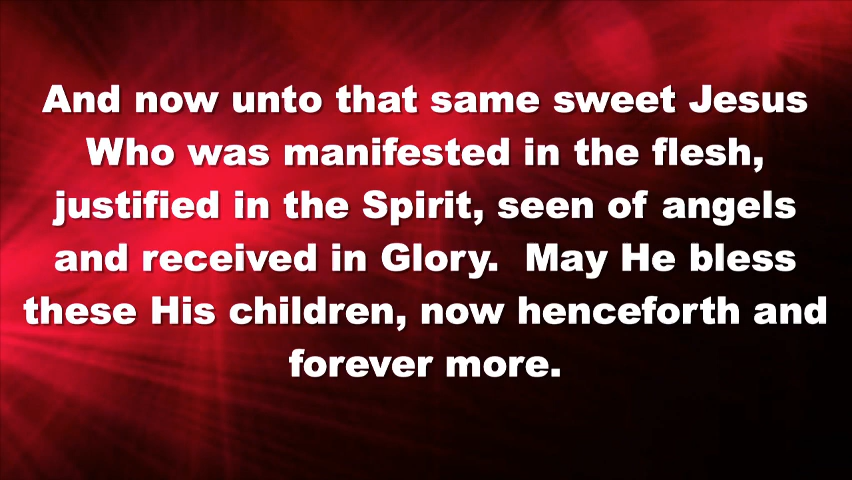 And now unto that same sweet Jesus
Who was manifested in the flesh,
justified in the Spirit, seen of angels
and received in Glory.  May He bless
these His children, now henceforth and
forever more.